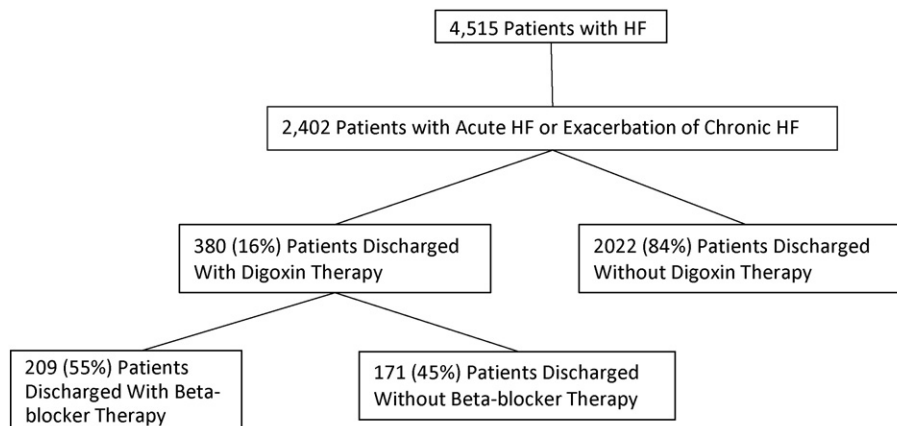 4,515 Patients with HF
2,402 Patients with Acute HF or Exacerbation of Chronic HF
380 (16%) Patients Discharged
With Digoxin Therapy
2022 (84%) Patients Discharged
Without Digoxin Therapy
209 (55%) Patients
Discharged With Beta-
blocker Therapy
171 (45%) Patients Discharged
Without Beta-blocker Therapy